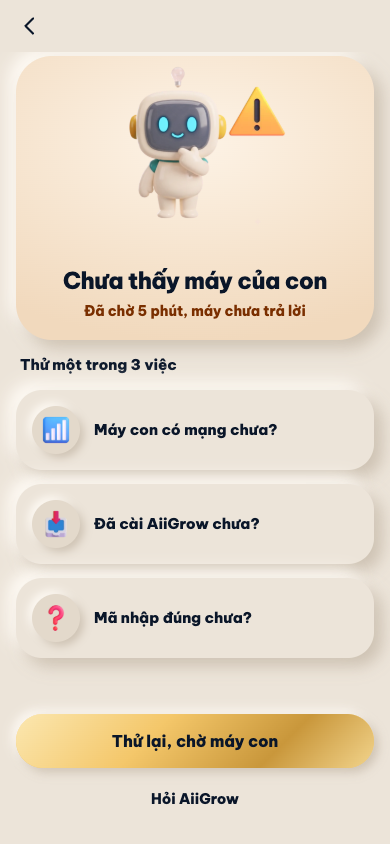 Chưa thấy máy của con
Đã chờ 5 phút, máy chưa trả lời
Thử một trong 3 việc
Máy con có mạng chưa?
Đã cài AiiGrow chưa?
Mã nhập đúng chưa?
Thử lại, chờ máy con
Hỏi AiiGrow